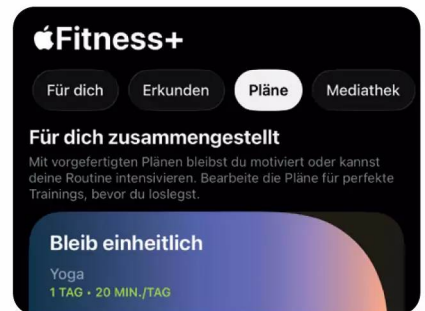 Fitness+
Für dich
Erkunden
Pläne
Mediathek
Für dich zusammengestellt
Mit vorgefertigten Plänen bleibst du motiviert oder kannst
deine Routine intensivieren. Bearbeite die Pläne für perfekte
Trainings, bevor du loslegst.
Bleib einheitlich
Yoga
1 TAG • 20 MIN./TAG